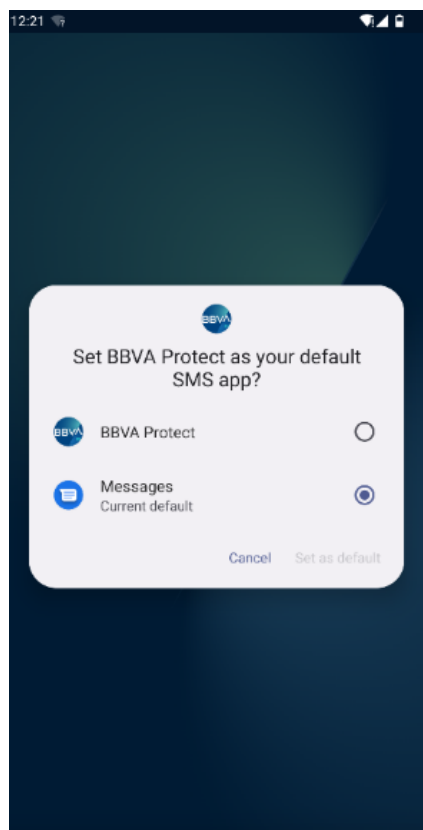 12:21
BBVA
Set BBVA Protect as your default
SMS app?
BBVA
BBVA Protect
Messages
Current default
Cancel
Set as default